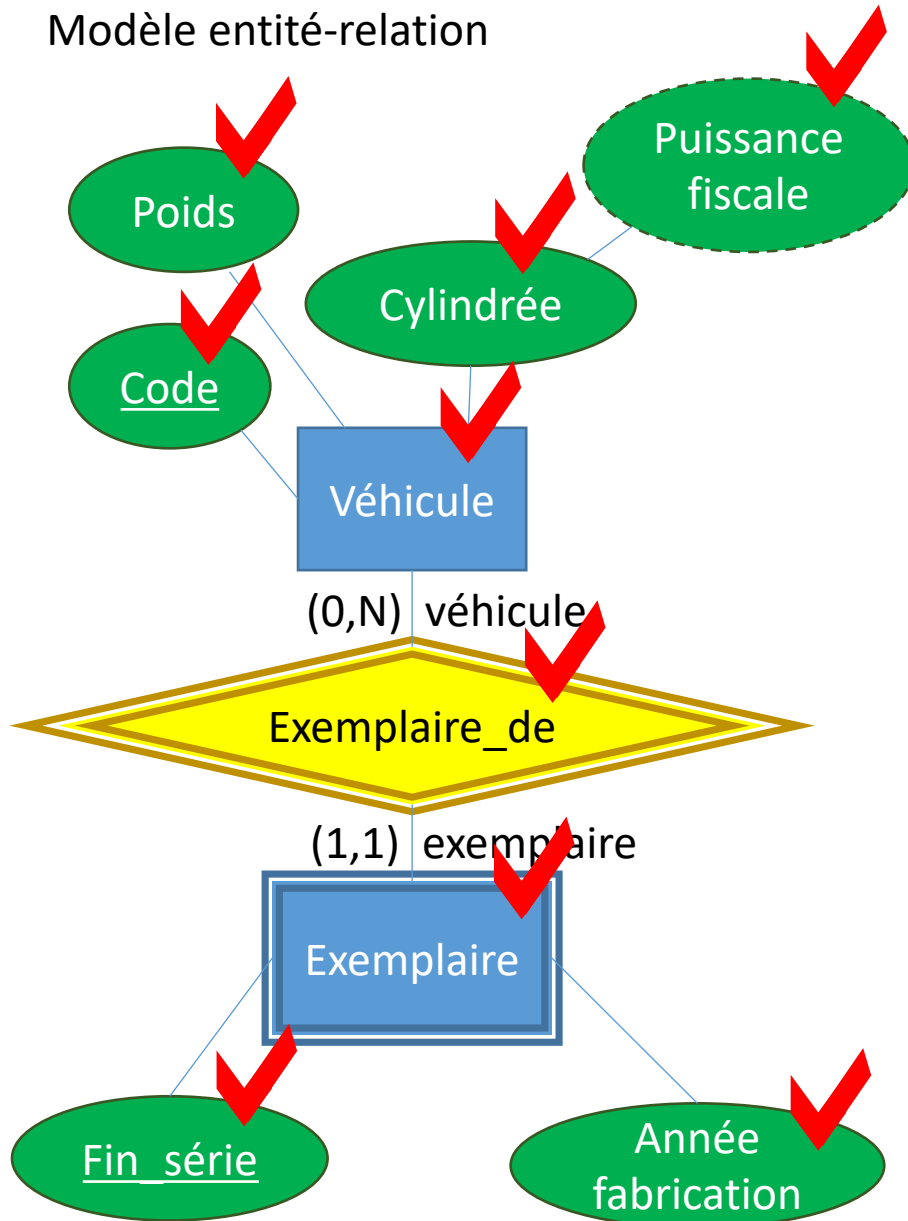 Modèle entité-relation
Puissance
fiscale
Poids
Cylindrée
Code
Véhicule
(0,N) véhicule
Exemplaire_de
(1,1) exemplaire
Exemplaire
Fin_série
Année
fabrication